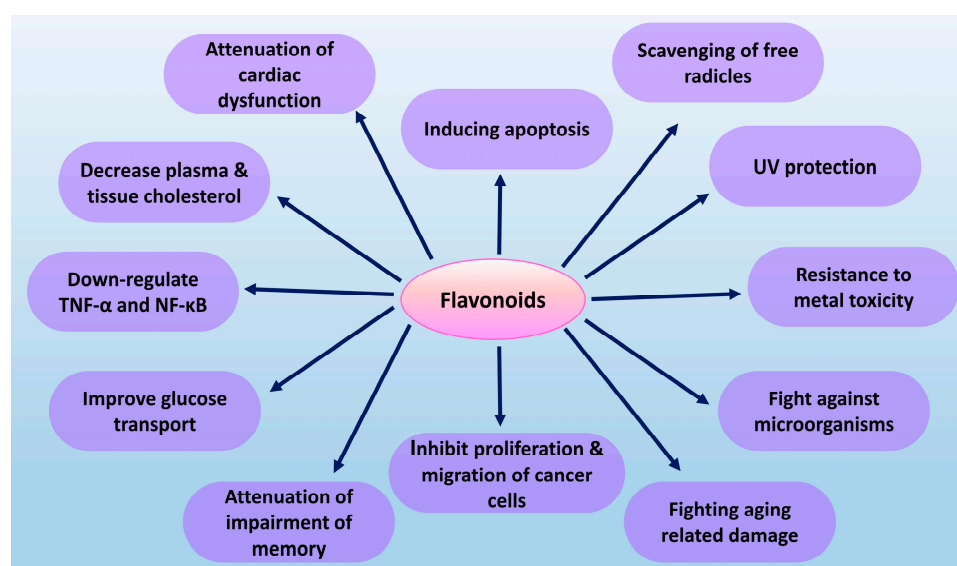 Attenuation of
cardiac
dysfunction
Scavenging of free
radicles
Inducing apoptosis
UV protection
Decrease plasma &
tissue cholesterol
Down-regulate
TNF-α and NF-κB
Flavonoids
Resistance to
metal toxicity
Improve glucose
transport
Fight against
microorganisms
Inhibit proliferation &
migration of cancer
cells
Attenuation of
impairment of
memory
Fighting aging
related damage